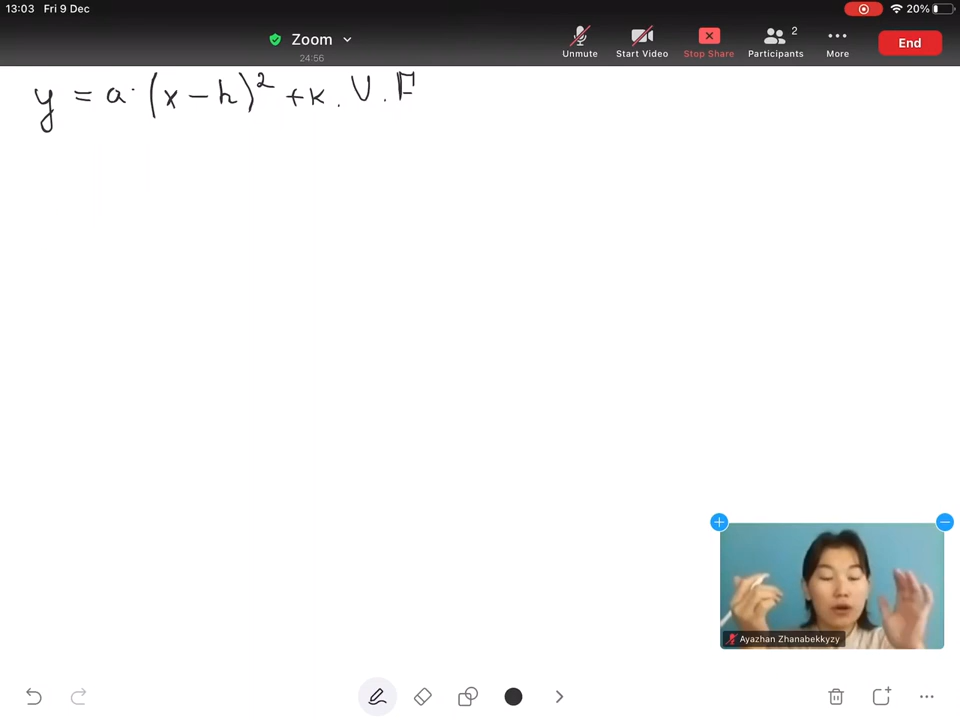 13:03 Fri 9 Dec
20%
Zoom
24:56
Unmute
Start Video
Stop Share
Participants
2
More
End
y = a · (x - h)² + k . V. F
Ayazhan Zhanabekkyzy